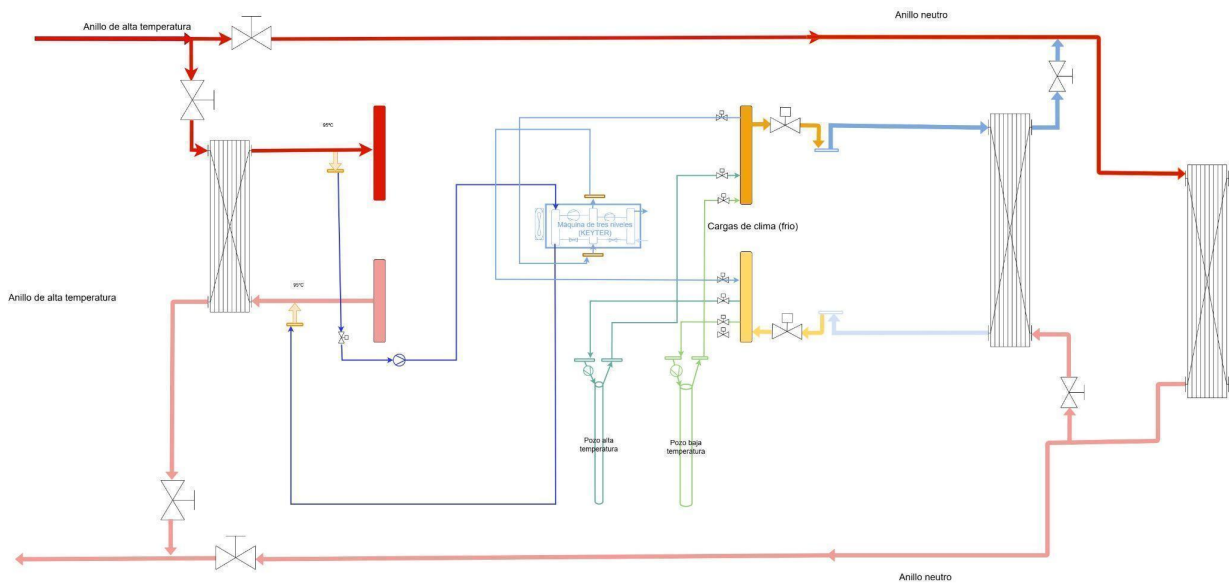 Anillo de alta temperatura
Anillo neutro
95ºC
Máquina de tres niveles
(KEYTER)
Cargas de clima (frio)
95ºC
Anillo de alta temperatura
Pozo alta
temperatura
Pozo baja
temperatura
Anillo neutro